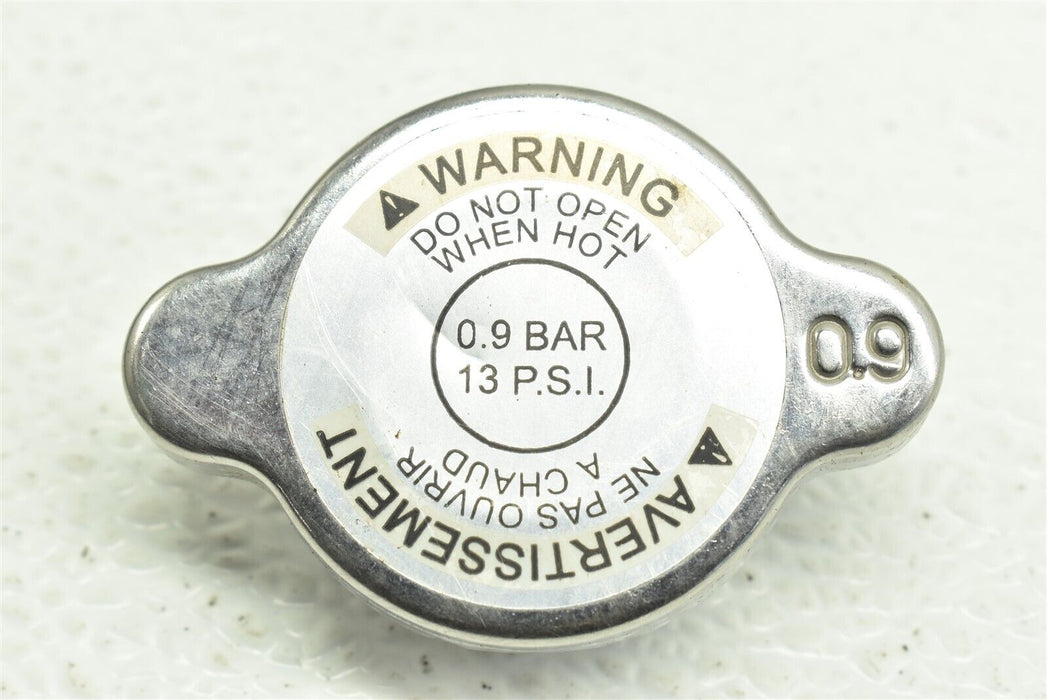 WARNING
DO NOT OPEN
WHEN HOT
0.9 BAR
13 P.S.I.
0.9
AVERTISSEMENT
NE PAS OUVRIR
A CHAUD